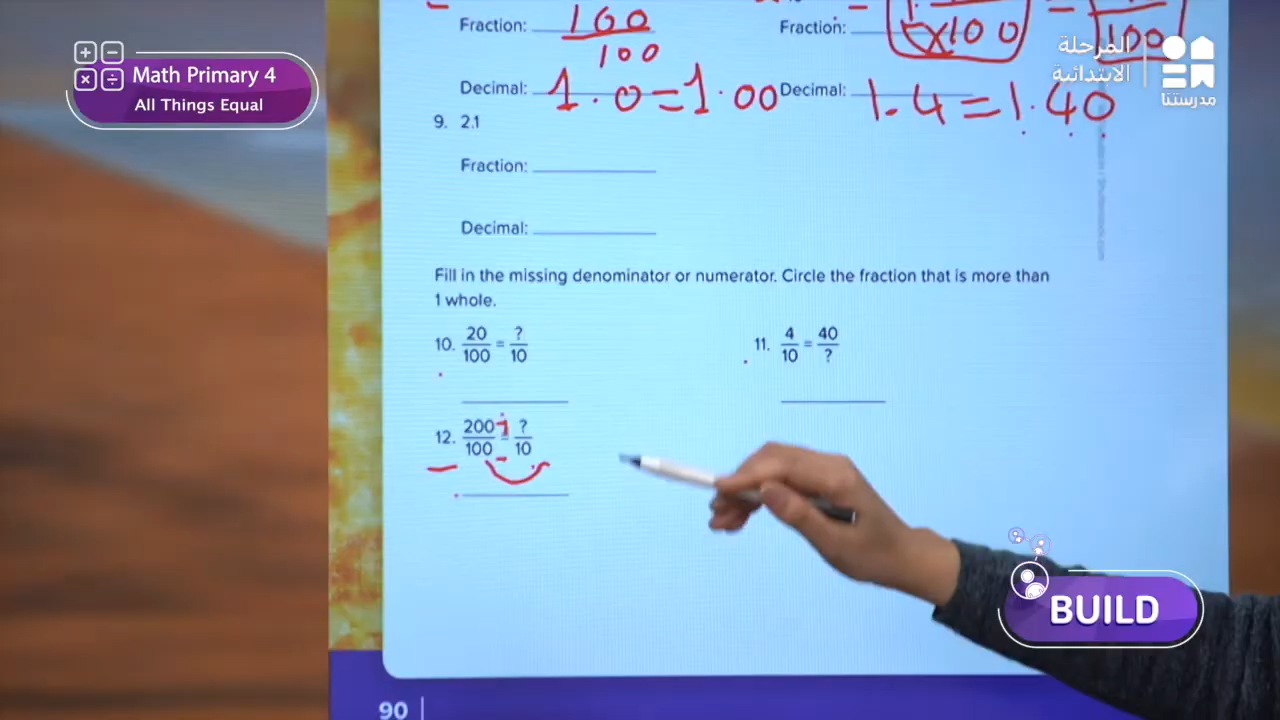 Math Primary 4
All Things Equal
المرحلة
الابتدائية
مدرستنا
Fraction: 100/100
Fraction: 5×100 = 100
Decimal: 1.0=1.00
Decimal: 1.4=1.40
9. 2.1
Fraction:
Decimal:
Fill in the missing denominator or numerator. Circle the fraction that is more than
1 whole.
10. 20/100 = ?/10
11. 4/10 = 40/?
12. 200/100 = ?/10
BUILD
90